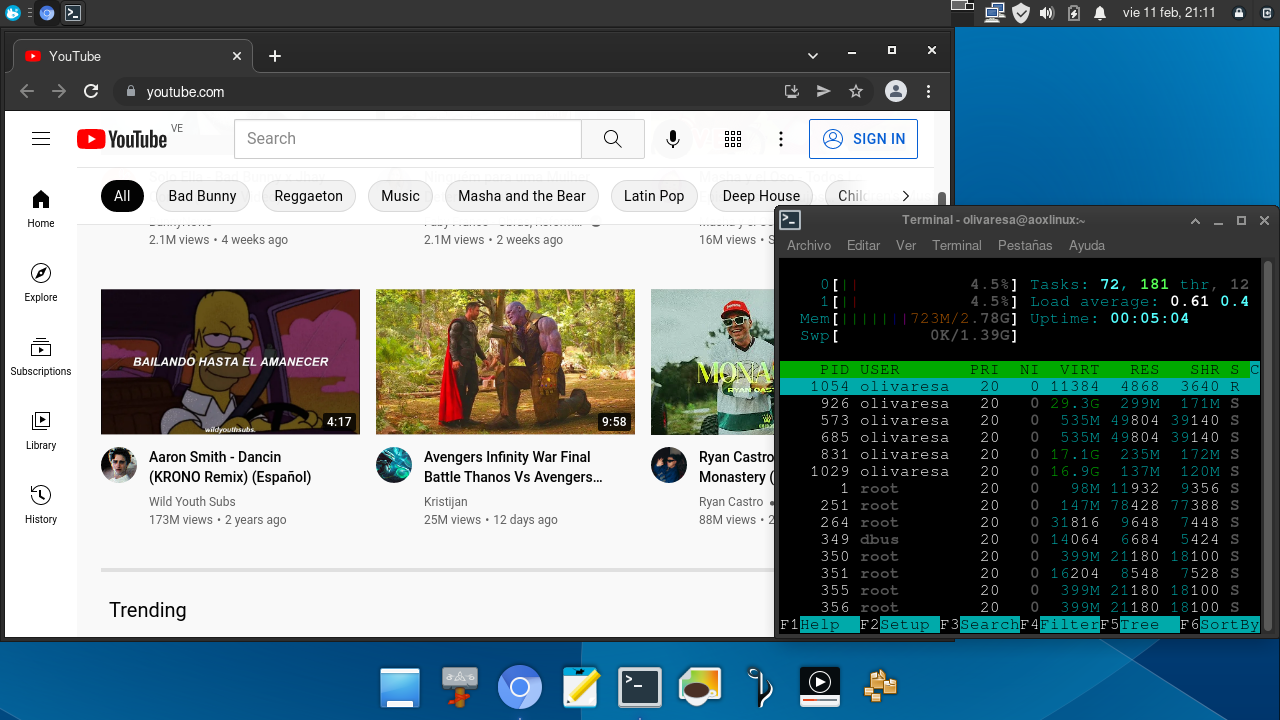 vie 11 feb, 21:11
YouTube
youtube.com
YouTube VE
Search
SIGN IN
All
Bad Bunny
Reggaeton
Music
Masha and the Bear
Latin Pop
Deep House
Home
Explore
Subscriptions
Library
History
2.1M views • 4 weeks ago
2.1M views • 2 weeks ago
16M views •
BAILANDO HASTA EL AMANECER
wildyouthsubs.
4:17
9:58
Aaron Smith - Dancin
(KRONO Remix) (Español)
Wild Youth Subs
173M views • 2 years ago
Avengers Infinity War Final
Battle Thanos Vs Avengers…
Kristijan
25M views • 12 days ago
Ryan Castro
Monastery (
Ryan Castro
88M views • 2
Trending
Terminal - olivaresa@aoxlinux:~
Archivo Editar Ver Terminal Pestañas Ayuda
0[|| 4.5%] Tasks: 72, 181 thr, 12
1[|| 4.5%] Load average: 0.61 0.4
Mem[||||||| 723M/2.78G] Uptime: 00:05:04
Swp[ 0K/1.39G]
PID USER PRI NI VIRT RES SHR S C
1054 olivaresa 20 0 11384 4868 3640 R
926 olivaresa 20 0 29.3G 299M 171M S
573 olivaresa 20 0 535M 49804 39140 S
685 olivaresa 20 0 535M 49804 39140 S
831 olivaresa 20 0 17.1G 235M 172M S
1029 olivaresa 20 0 16.9G 137M 120M S
1 root 20 0 98M 11932 9356 S
251 root 20 0 147M 78428 77388 S
264 root 20 0 31816 9648 7448 S
349 dbus 20 0 14064 6684 5424 S
350 root 20 0 399M 21180 18100 S
351 root 20 0 16204 8548 7528 S
355 root 20 0 399M 21180 18100 S
356 root 20 0 399M 21180 18100 S
F1Help F2Setup F3Search F4Filter F5Tree F6SortBy